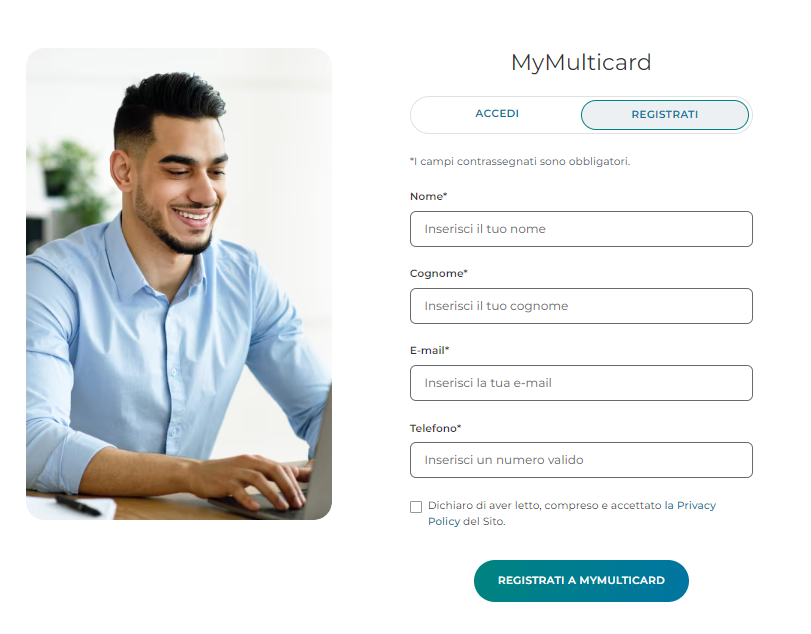 MyMulticard
ACCEDI
REGISTRATI
*I campi contrassegnati sono obbligatori.
Nome*
Inserisci il tuo nome
Cognome*
Inserisci il tuo cognome
E-mail*
Inserisci la tua e-mail
Telefono*
Inserisci un numero valido
Dichiaro di aver letto, compreso e accettato la Privacy
Policy del Sito.
REGISTRATI A MYMULTICARD